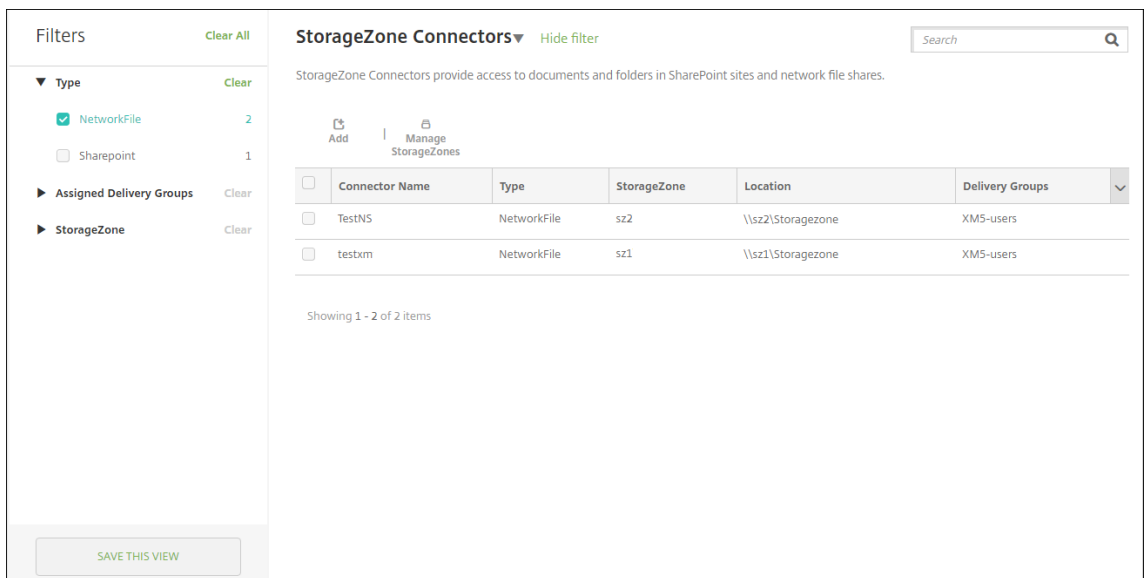 Filters Clear All
Type Clear
NetworkFile 2
Sharepoint 1
Assigned Delivery Groups Clear
StorageZone Clear
SAVE THIS VIEW
StorageZone Connectors Hide filter
Search
StorageZone Connectors provide access to documents and folders in SharePoint sites and network file shares.
Add | Manage
StorageZones
Connector Name Type StorageZone Location Delivery Groups
TestNS NetworkFile sz2 \\sz2\Storagezone XM5-users
testxm NetworkFile sz1 \\sz1\Storagezone XM5-users
Showing 1 - 2 of 2 items